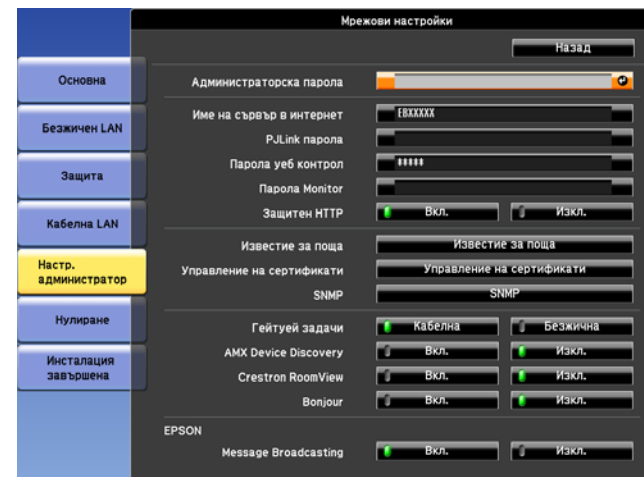 Мрежови настройки
Назад
Основна
Безжичен LAN
Защита
Кабелна LAN
Настр.
администратор
Нулиране
Инсталация
завършена
Администраторска парола
Име на сървър в интернет EBXXXXX
PJLink парола
Парола уеб контрол *****
Парола Monitor
Защитен HTTP Вкл. Изкл.
Известие за поща Известие за поща
Управление на сертификати Управление на сертификати
SNMP SNMP
Гейтуей задачи Кабелна Безжична
AMX Device Discovery Вкл. Изкл.
Crestron RoomView Вкл. Изкл.
Bonjour Вкл. Изкл.
EPSON
Message Broadcasting Вкл. Изкл.